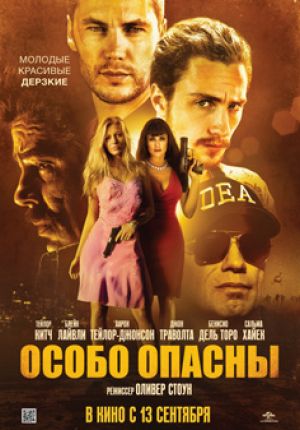 МОЛОДЫЕ
КРАСИВЫЕ
ДЕРЗКИЕ
DEA
ТЕЙЛОР КИТЧ
БЛЕЙК ЛАЙВЛИ
ААРОН ТЕЙЛОР-ДЖОНСОН
ДЖОН ТРАВОЛТА
БЕНИСИО ДЕЛЬ ТОРО
САЛЬМА ХАЙЕК
ОСОБО ОПАСНЫ
РЕЖИССЕР ОЛИВЕР СТОУН
В КИНО С 13 СЕНТЯБРЯ